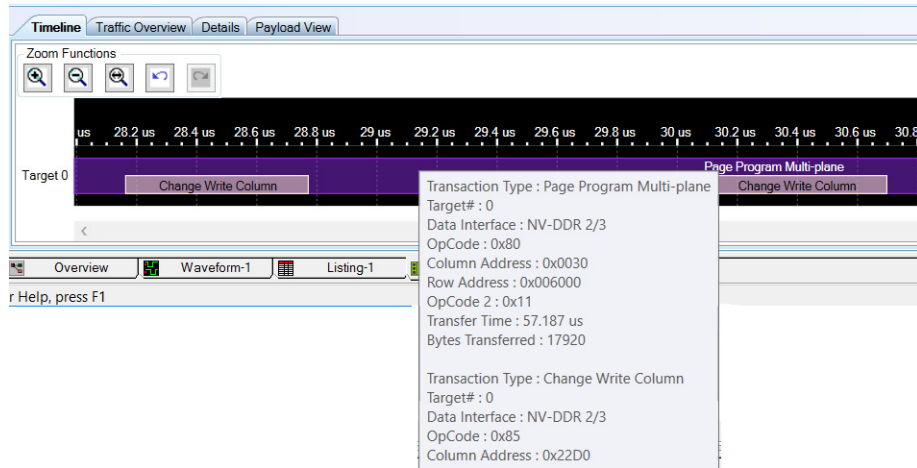 Timeline Traffic Overview Details Payload View
Zoom Functions
us 28.2 us 28.4 us 28.6 us 28.8 us 29 us 29.2 us 29.4 us 29.6 us 29.8 us 30 us 30.2 us 30.4 us 30.6 us 30.8
Page Program Multi-plane
Target 0
Change Write Column
Change Write Column
Transaction Type : Page Program Multi-plane
Target# : 0
Data Interface : NV-DDR 2/3
OpCode : 0x80
Column Address : 0x0030
Row Address : 0x006000
OpCode 2 : 0x11
Transfer Time : 57.187 us
Bytes Transferred : 17920
Transaction Type : Change Write Column
Target# : 0
Data Interface : NV-DDR 2/3
OpCode : 0x85
Column Address : 0x22D0
Overview Waveform-1 Listing-1
r Help, press F1